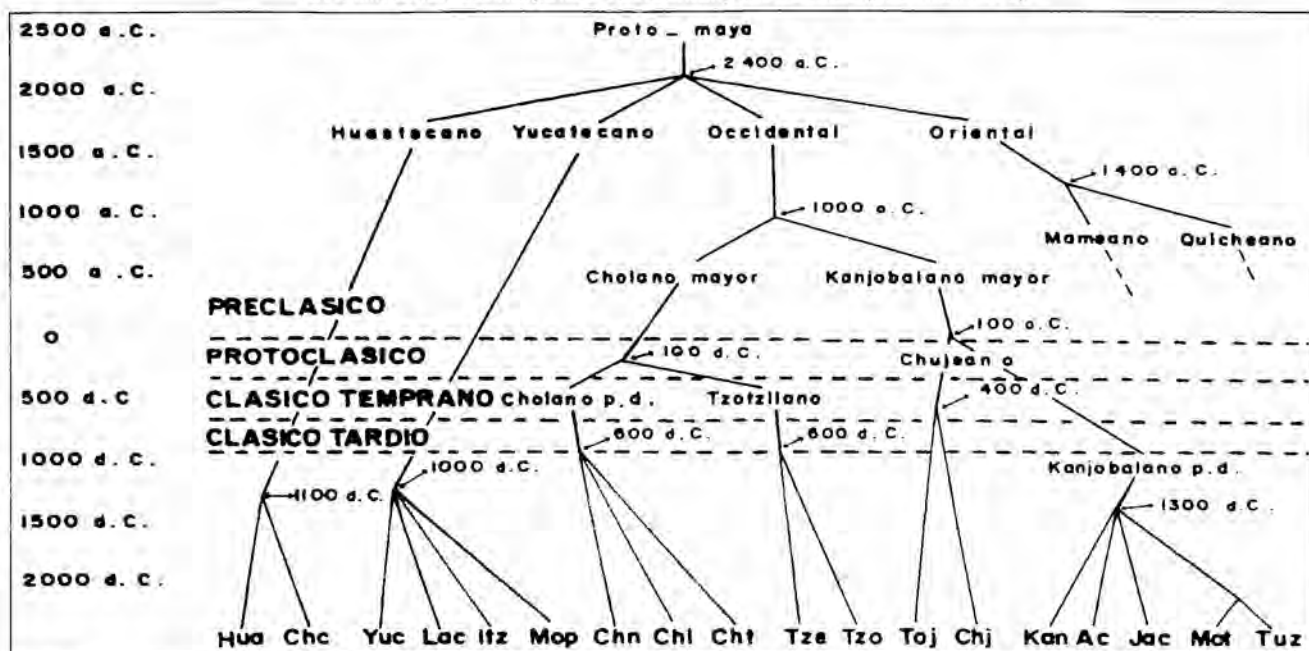 2500 a.C.
Proto_maya
2 400 a.C.
2000 a.C.
Huastecano Yucatecano Occidental Oriental
1500 a.C.
1 400 a.C.
1000 a.C.
1000 a.C.
Mameano Quicheano
500 a.C.
Cholano mayor Kanjobalano mayor
PRECLASICO
0
100 a.C.
PROTOCLASICO
100 d.C.
Chujeano
500 d.C
CLASICO TEMPRANO
Cholano p.d. Tzotzilano
400 d.C.
CLASICO TARDIO
600 d.C. 600 d.C.
1000 d.C.
1000 d.C.
Kanjobalano p.d.
1100 d.C.
1300 d.C.
1500 d.C.
2000 d.C.
Hua Chc Yuc Lac Itz Mop Chn Chl Cht Tze Tzo Toj Chj Kan Ac Jac Mot Tuz